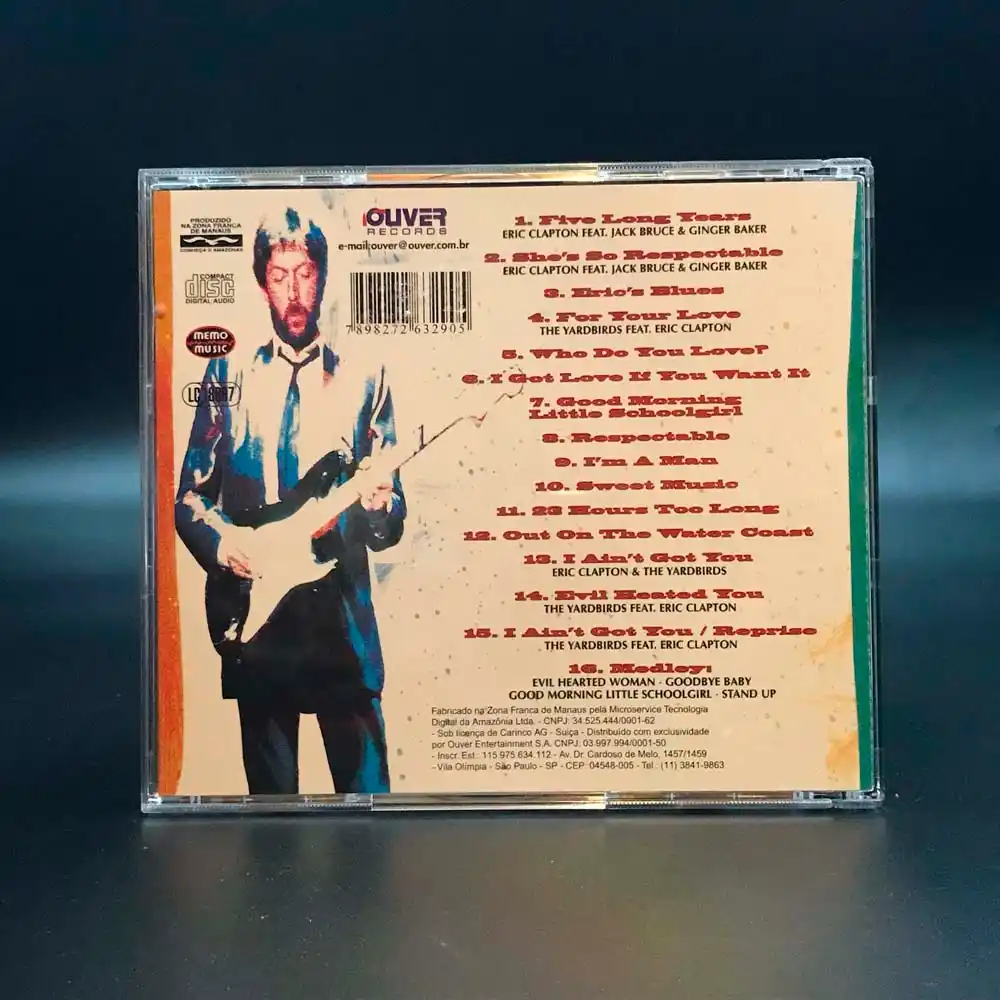 PRODUZIDO
NA ZONA FRANCA
DE MANAUS
CONHEÇA O AMAZONAS
COMPACT
disc
DIGITAL AUDIO
MEMO
MUSIC
LC
OUVER
RECORDS
e-mail:ouver@ouver.com.br
7 898272 632905
1. Five Long Years
ERIC CLAPTON FEAT. JACK BRUCE & GINGER BAKER
2. She's So Respectable
ERIC CLAPTON FEAT. JACK BRUCE & GINGER BAKER
3. Eric's Blues
4. For Your Love
THE YARDBIRDS FEAT. ERIC CLAPTON
5. Who Do You Love?
6. I Got Love If You Want It
7. Good Morning
Little Schoolgirl
8. Respectable
9. I'm A Man
10. Sweet Music
11. 23 Hours Too Long
12. Out On The Water Coast
13. I Ain't Got You
ERIC CLAPTON & THE YARDBIRDS
14. Evil Heated You
THE YARDBIRDS FEAT. ERIC CLAPTON
15. I Ain't Got You / Reprise
THE YARDBIRDS FEAT. ERIC CLAPTON
16. Medley:
EVIL HEARTED WOMAN - GOODBYE BABY
GOOD MORNING LITTLE SCHOOLGIRL - STAND UP
Fabricado na Zona Franca de Manaus pela Microservice Tecnologia
Digital da Amazônia Ltda. - CNPJ: 34.525.444/0001-62
- Sob licença de Carinco AG - Suiça - Distribuído com exclusividade
por Ouver Entertainment S.A. CNPJ: 03.997.994/0001-50
- Inscr. Est.: 115.975.634.112 - Av. Dr. Cardoso de Melo, 1457/1459
- Vila Olímpia - São Paulo - SP - CEP: 04548-005 - Tel.: (11) 3841-9863